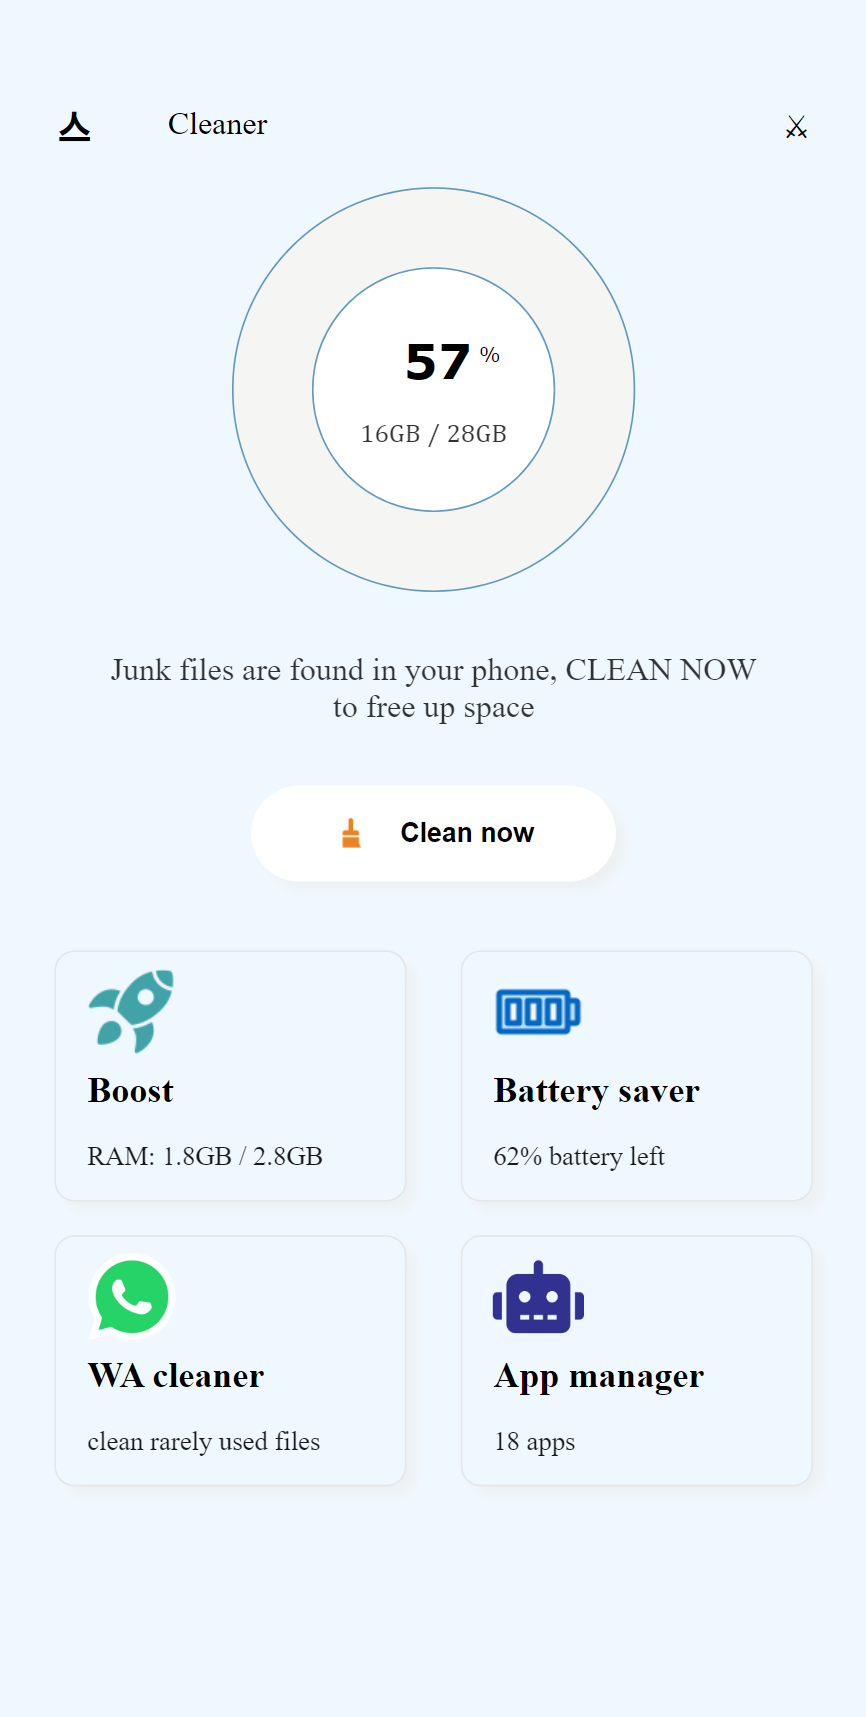 스 Cleaner ⚔
57 %
16GB / 28GB
Junk files are found in your phone, CLEAN NOW
to free up space
Clean now
Boost
RAM: 1.8GB / 2.8GB
Battery saver
62% battery left
WA cleaner
clean rarely used files
App manager
18 apps